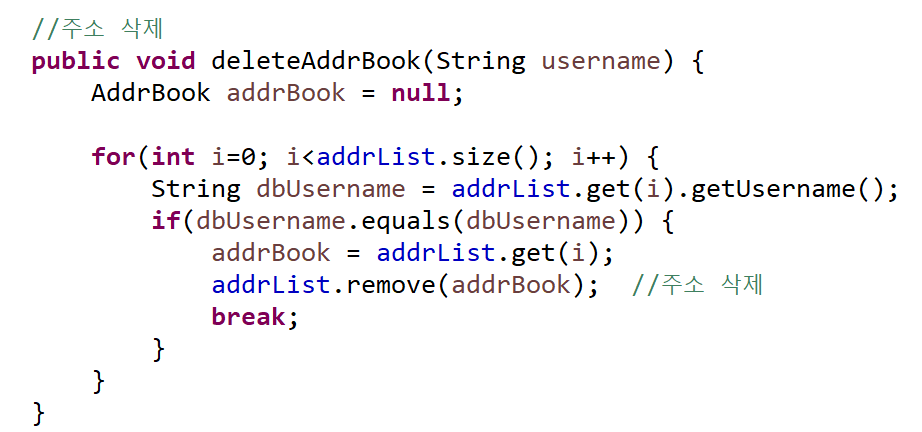 //주소 삭제
public void deleteAddrBook(String username) {
    AddrBook addrBook = null;

    for(int i=0; i<addrList.size(); i++) {
        String dbUsername = addrList.get(i).getUsername();
        if(dbUsername.equals(dbUsername)) {
            addrBook = addrList.get(i);
            addrList.remove(addrBook);  //주소 삭제
            break;
        }
    }
}